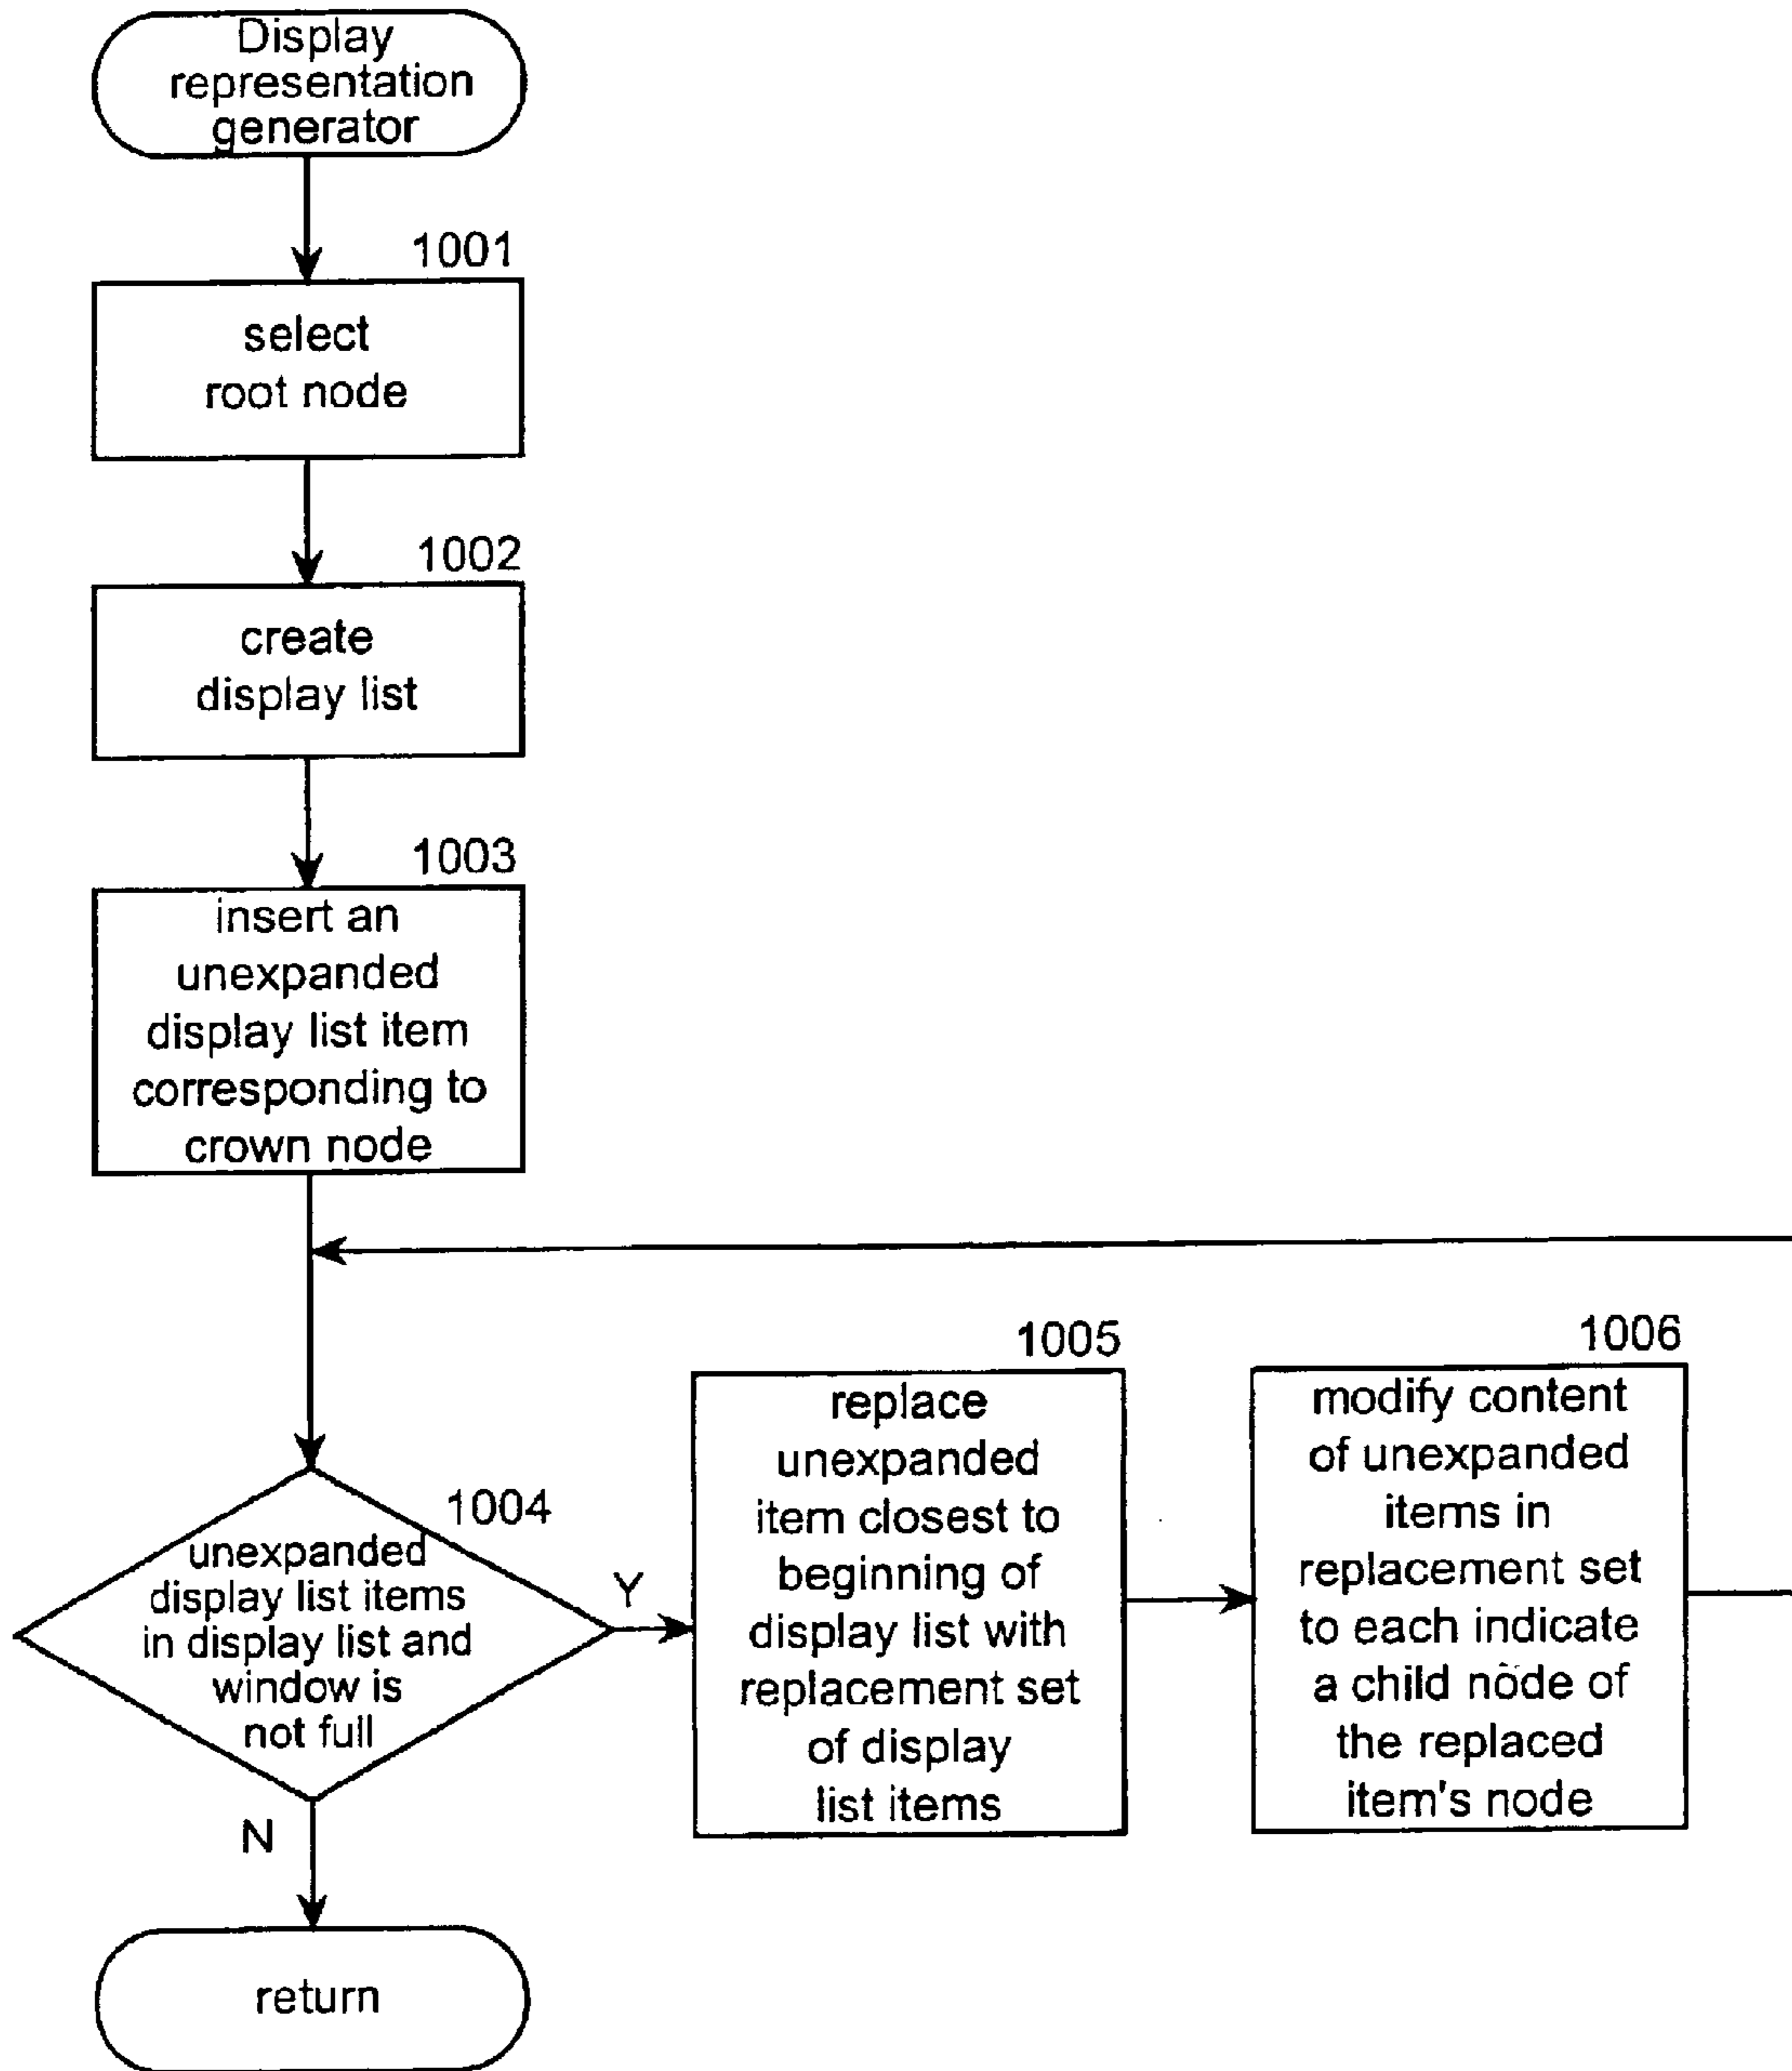 Display
representation
generator
1001
select
root node
1002
create
display list
1003
insert an
unexpanded
display list item
corresponding to
crown node
1004
unexpanded
display list items
in display list and
window is
not full
Y
N
1005
replace
unexpanded
item closest to
beginning of
display list with
replacement set
of display
list items
1006
modify content
of unexpanded
items in
replacement set
to each indicate
a child node of
the replaced
item's node
return